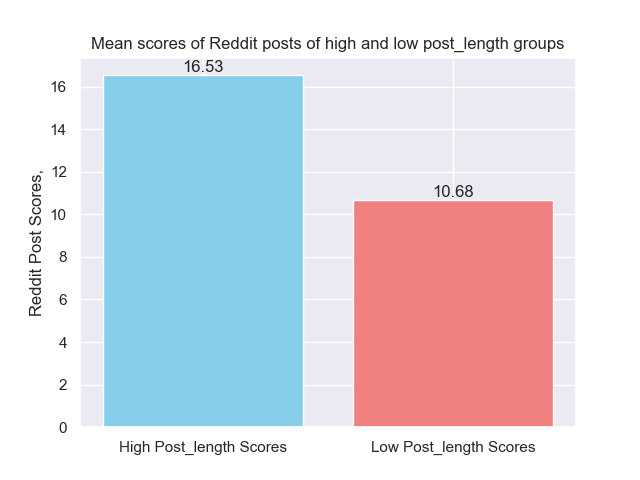 Mean scores of Reddit posts of high and low post_length groups
16.53
10.68
Reddit Post Scores,
16
14
12
10
8
6
4
2
0
High Post_length Scores
Low Post_length Scores